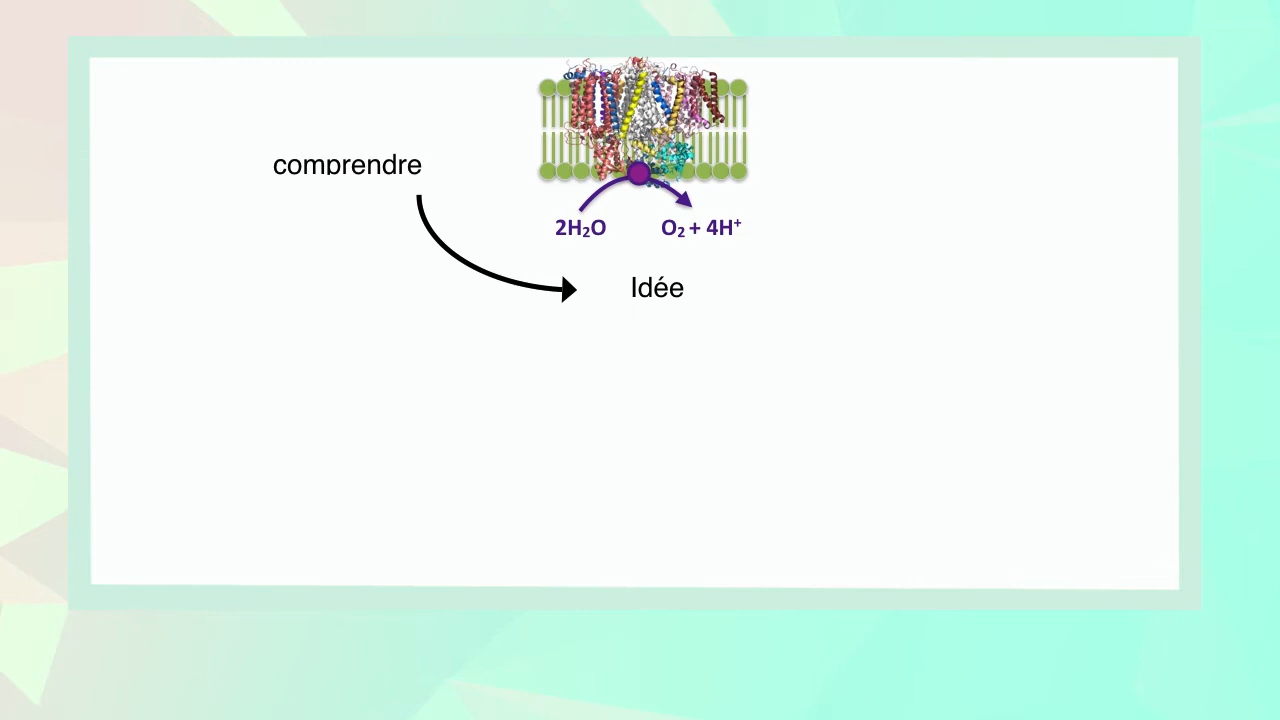 comprendre
2H₂O
O₂ + 4H⁺
Idée